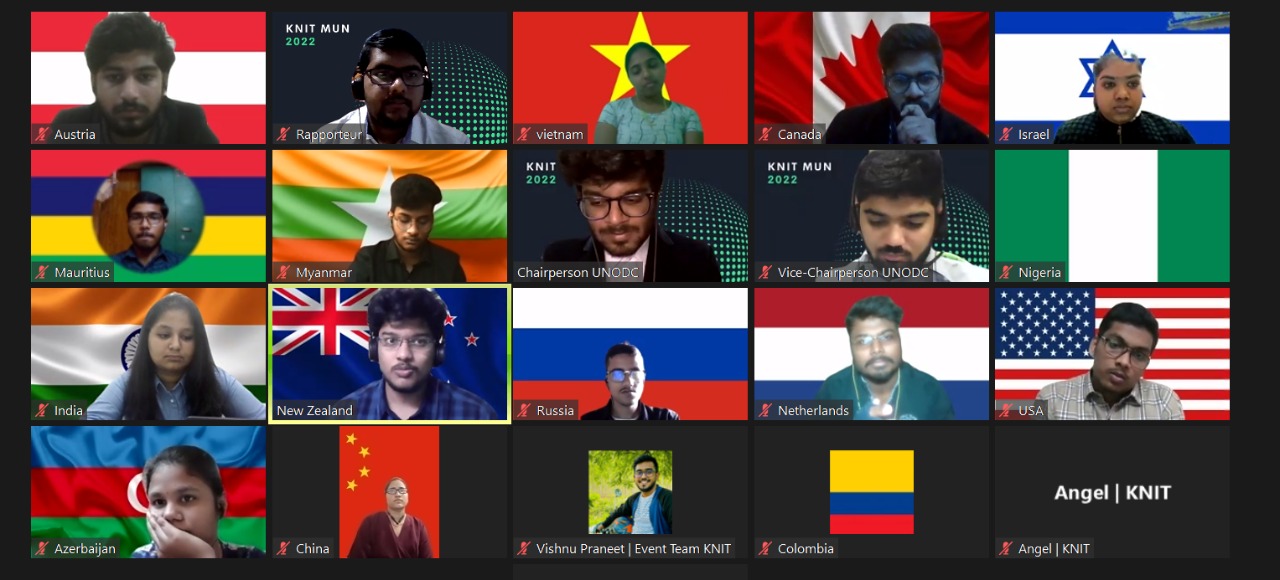 KNIT MUN
2022
KNIT
2022
KNIT MUN
2022
Austria
Rapporteur
vietnam
Canada
Israel
Mauritius
Myanmar
Chairperson UNODC
Vice-Chairperson UNODC
Nigeria
India
New Zealand
Russia
Netherlands
USA
Angel | KNIT
Azerbaijan
China
Vishnu Praneet | Event Team KNIT
Colombia
Angel | KNIT